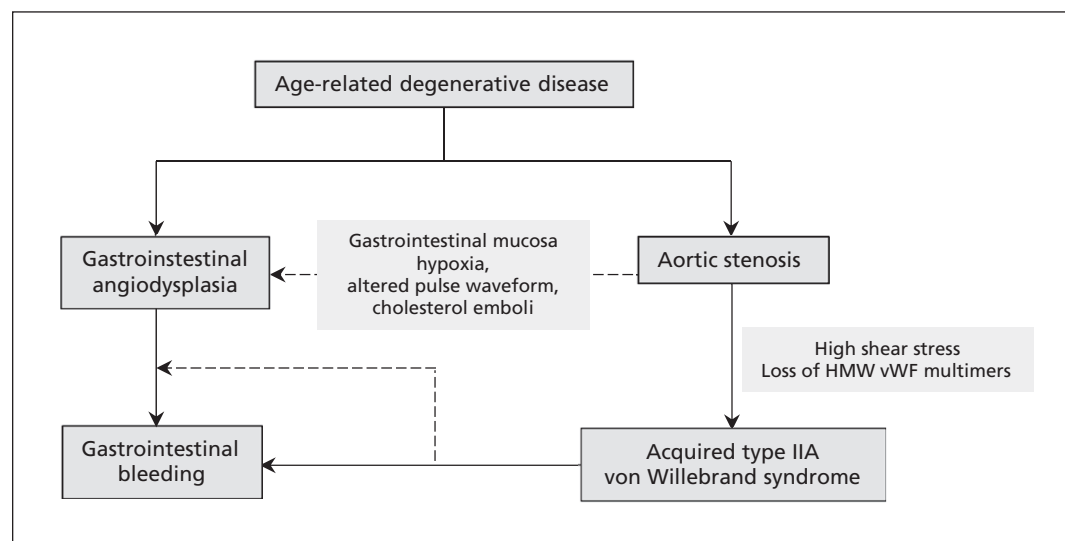 Age-related degenerative disease
Gastroinstestinal
angiodysplasia
Gastrointestinal mucosa
hypoxia,
altered pulse waveform,
cholesterol emboli
Aortic stenosis
High shear stress
Loss of HMW vWF multimers
Gastrointestinal
bleeding
Acquired type IIA
von Willebrand syndrome